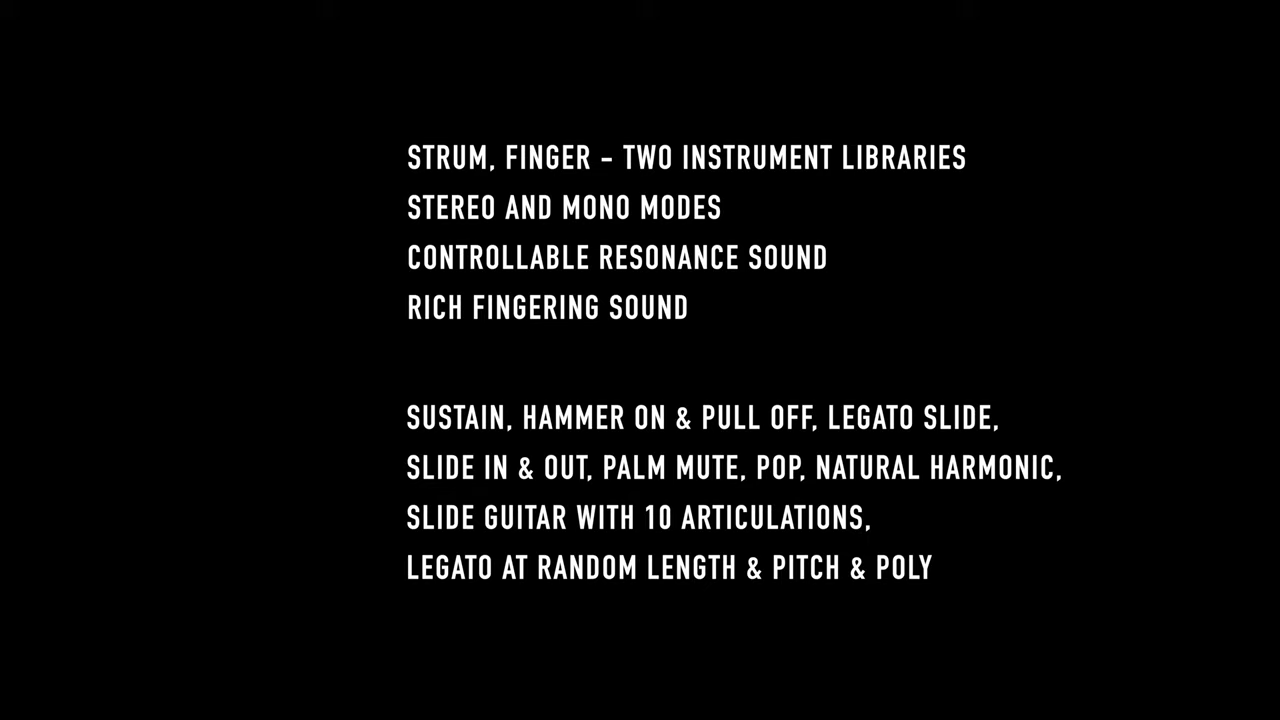 STRUM, FINGER – TWO INSTRUMENT LIBRARIES
STEREO AND MONO MODES
CONTROLLABLE RESONANCE SOUND
RICH FINGERING SOUND
SUSTAIN, HAMMER ON & PULL OFF, LEGATO SLIDE,
SLIDE IN & OUT, PALM MUTE, POP, NATURAL HARMONIC,
SLIDE GUITAR WITH 10 ARTICULATIONS,
LEGATO AT RANDOM LENGTH & PITCH & POLY